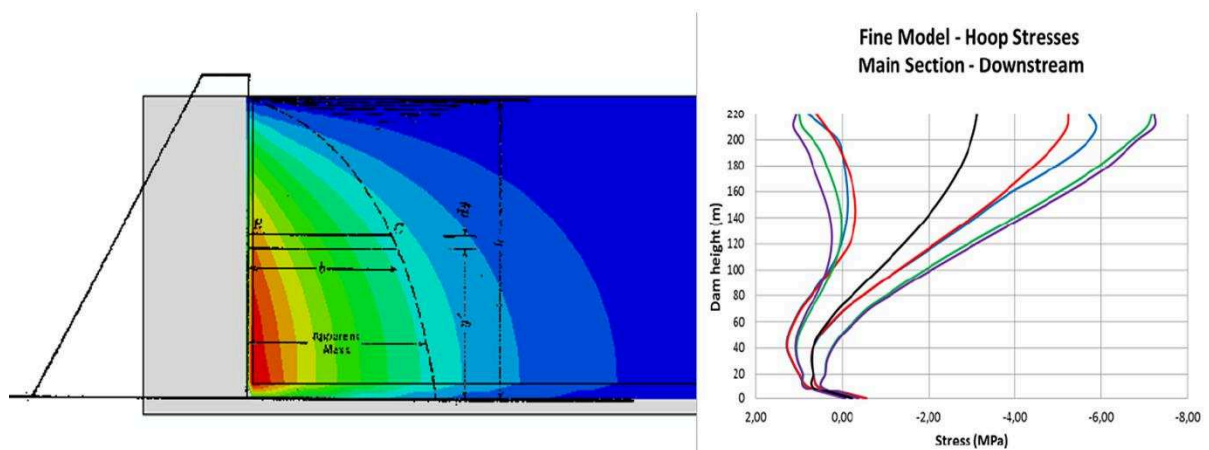 B
C
dy
h
b
y'
Apparent
Mass
Fine Model - Hoop Stresses
Main Section - Downstream
Dam height (m)
220
200
180
160
140
120
100
80
60
40
20
0
2,00
0,00
-2,00
-4,00
-6,00
-8,00
Stress (MPa)